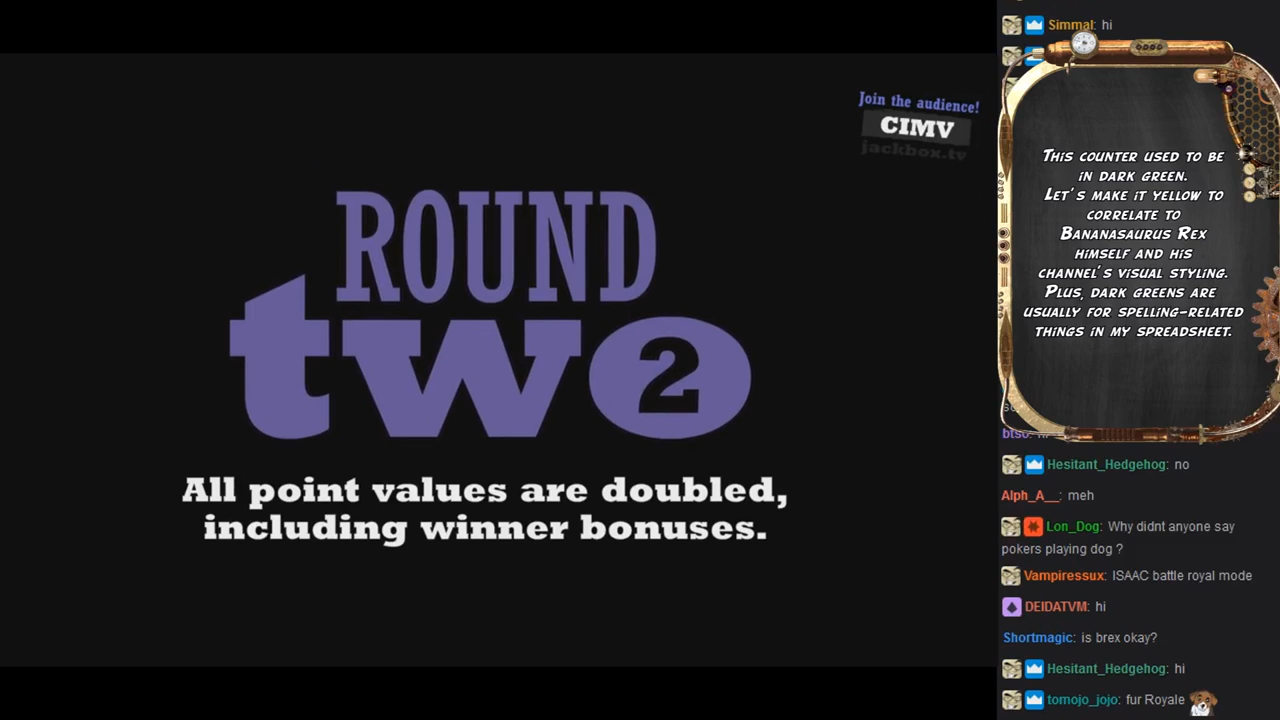 Join the audience!
CIMV
jackbox.tv
ROUND
two
2
All point values are doubled,
including winner bonuses.
Simmal: hi
This counter used to be
in dark green.
Let's make it yellow to
correlate to
Bananasaurus Rex
himself and his
channel's visual styling.
Plus, dark greens are
usually for spelling-related
things in my spreadsheet.
Hesitant_Hedgehog: no
Alph_A__: meh
Lon_Dog: Why didnt anyone say
pokers playing dog ?
Vampiressux: ISAAC battle royal mode
DEIDATVM: hi
Shortmagic: is brex okay?
Hesitant_Hedgehog: hi
tomojo_jojo: fur Royale